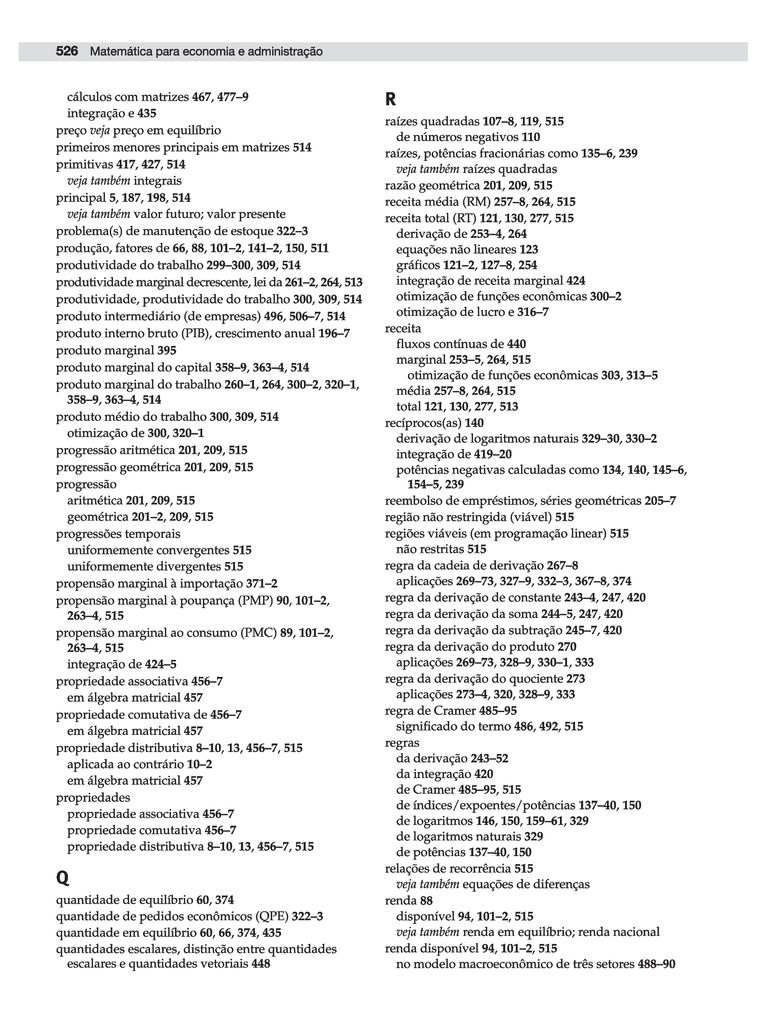 526 Matemática para economia e administração
cálculos com matrizes 467, 477–9
integração e 435
preço veja preço em equilíbrio
primeiros menores principais em matrizes 514
primitivas 417, 427, 514
veja também integrais
principal 5, 187, 198, 514
veja também valor futuro; valor presente
problema(s) de manutenção de estoque 322–3
produção, fatores de 66, 88, 101–2, 141–2, 150, 511
produtividade do trabalho 299–300, 309, 514
produtividade marginal decrescente, lei da 261–2, 264, 513
produtividade, produtividade do trabalho 300, 309, 514
produto intermediário (de empresas) 496, 506–7, 514
produto interno bruto (PIB), crescimento anual 196–7
produto marginal 395
produto marginal do capital 358–9, 363–4, 514
produto marginal do trabalho 260–1, 264, 300–2, 320–1,
358–9, 363–4, 514
produto médio do trabalho 300, 309, 514
otimização de 300, 320–1
progressão aritmética 201, 209, 515
progressão geométrica 201, 209, 515
progressão
aritmética 201, 209, 515
geométrica 201–2, 209, 515
progressões temporais
uniformemente convergentes 515
uniformemente divergentes 515
propensão marginal à importação 371–2
propensão marginal à poupança (PMP) 90, 101–2,
263–4, 515
propensão marginal ao consumo (PMC) 89, 101–2,
263–4, 515
integração de 424–5
propriedade associativa 456–7
em álgebra matricial 457
propriedade comutativa de 456–7
em álgebra matricial 457
propriedade distributiva 8–10, 13, 456–7, 515
aplicada ao contrário 10–2
em álgebra matricial 457
propriedades
propriedade associativa 456–7
propriedade comutativa 456–7
propriedade distributiva 8–10, 13, 456–7, 515
Q
quantidade de equilíbrio 60, 374
quantidade de pedidos econômicos (QPE) 322–3
quantidade em equilíbrio 60, 66, 374, 435
quantidades escalares, distinção entre quantidades
escalares e quantidades vetoriais 448
R
raízes quadradas 107–8, 119, 515
de números negativos 110
raízes, potências fracionárias como 135–6, 239
veja também raízes quadradas
razão geométrica 201, 209, 515
receita média (RM) 257–8, 264, 515
receita total (RT) 121, 130, 277, 515
derivação de 253–4, 264
equações não lineares 123
gráficos 121–2, 127–8, 254
integração de receita marginal 424
otimização de funções econômicas 300–2
otimização de lucro e 316–7
receita
fluxos contínuas de 440
marginal 253–5, 264, 515
otimização de funções econômicas 303, 313–5
média 257–8, 264, 515
total 121, 130, 277, 513
recíprocos(as) 140
derivação de logaritmos naturais 329–30, 330–2
integração de 419–20
potências negativas calculadas como 134, 140, 145–6,
154–5, 239
reembolso de empréstimos, séries geométricas 205–7
região não restringida (viável) 515
regiões viáveis (em programação linear) 515
não restritas 515
regra da cadeia de derivação 267–8
aplicações 269–73, 327–9, 332–3, 367–8, 374
regra da derivação de constante 243–4, 247, 420
regra da derivação da soma 244–5, 247, 420
regra da derivação da subtração 245–7, 420
regra da derivação do produto 270
aplicações 269–73, 328–9, 330–1, 333
regra da derivação do quociente 273
aplicações 273–4, 320, 328–9, 333
regra de Cramer 485–95
significado do termo 486, 492, 515
regras
da derivação 243–52
da integração 420
de Cramer 485–95, 515
de índices/expoentes/potências 137–40, 150
de logaritmos 146, 150, 159–61, 329
de logaritmos naturais 329
de potências 137–40, 150
relações de recorrência 515
veja também equações de diferenças
renda 88
disponível 94, 101–2, 515
veja também renda em equilíbrio; renda nacional
renda disponível 94, 101–2, 515
no modelo macroeconômico de três setores 488–90